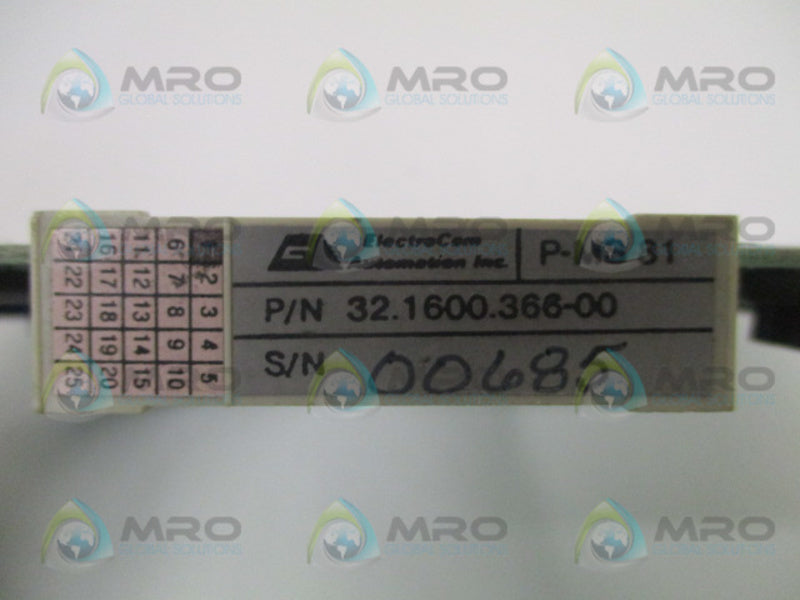 MRO MRO MRO
GLOBAL SOLUTIONS GLOBAL SOLUTIONS GLOBAL SOLUTIONS
ElectroCom
Automation Inc.
P/N 32.1600.366-00
S/N 00685
1 2 3 4 5
6 7 8 9 10
11 12 13 14 15
16 17 18 19 20
21 22 23 24 25
MRO MRO MRO
GLOBAL SOLUTIONS GLOBAL SOLUTIONS GLOBAL SOLUTIONS